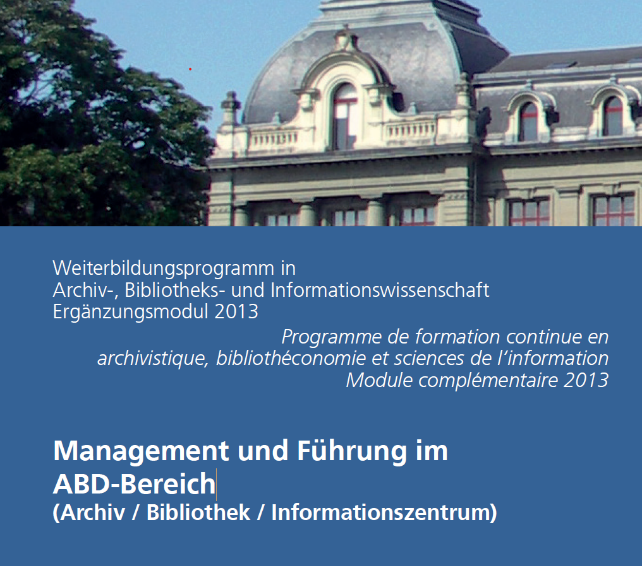 Weiterbildungsprogramm in
Archiv-, Bibliotheks- und Informationswissenschaft
Ergänzungsmodul 2013
Programme de formation continue en
archivistique, bibliothéconomie et sciences de l’information
Module complémentaire 2013
Management und Führung im
ABD-Bereich
(Archiv / Bibliothek / Informationszentrum)